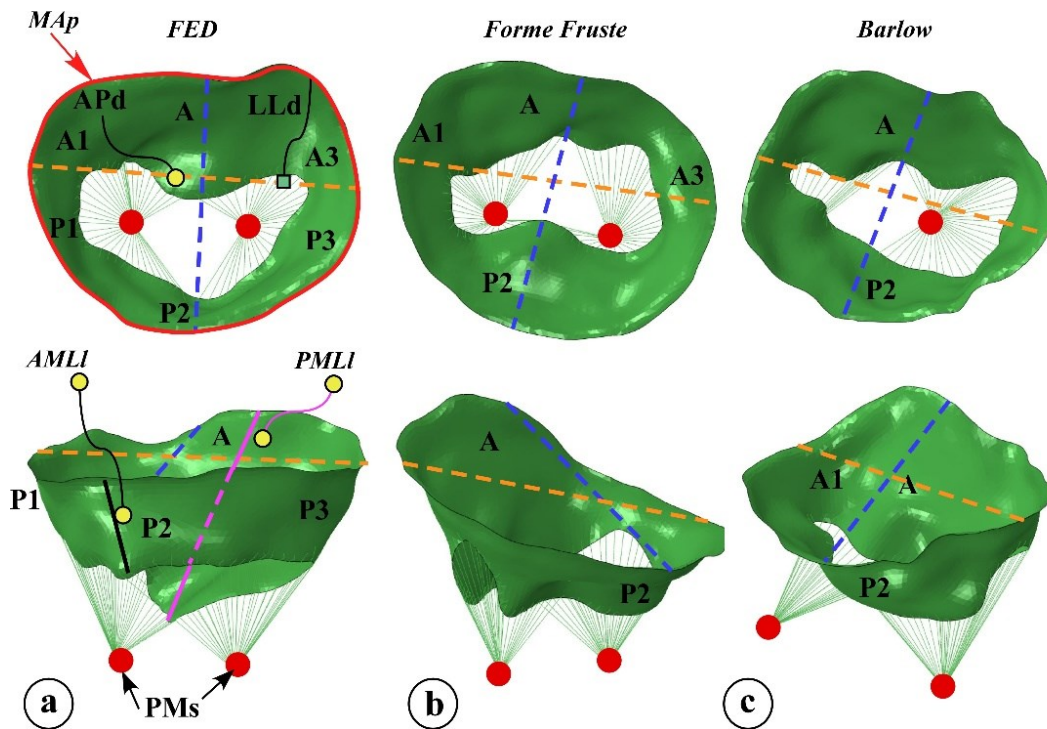 MAp
FED
Forme Fruste
Barlow
APd
A
LLd
A1
A3
P1
P3
P2
A
A1
A3
P2
A
P2
AMLl
PMLl
A
P1
P2
P3
PMs
A
P2
A1
A
P2
a
b
c